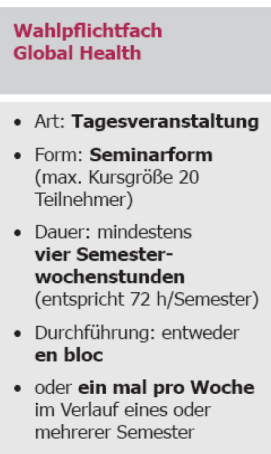 Wahlpflichtfach
Global Health
• Art: Tagesveranstaltung
• Form: Seminarform
(max. Kursgröße 20
Teilnehmer)
• Dauer: mindestens
vier Semester-
wochenstunden
(entspricht 72 h/Semester)
• Durchführung: entweder
en bloc
• oder ein mal pro Woche
im Verlauf eines oder
mehrerer Semester